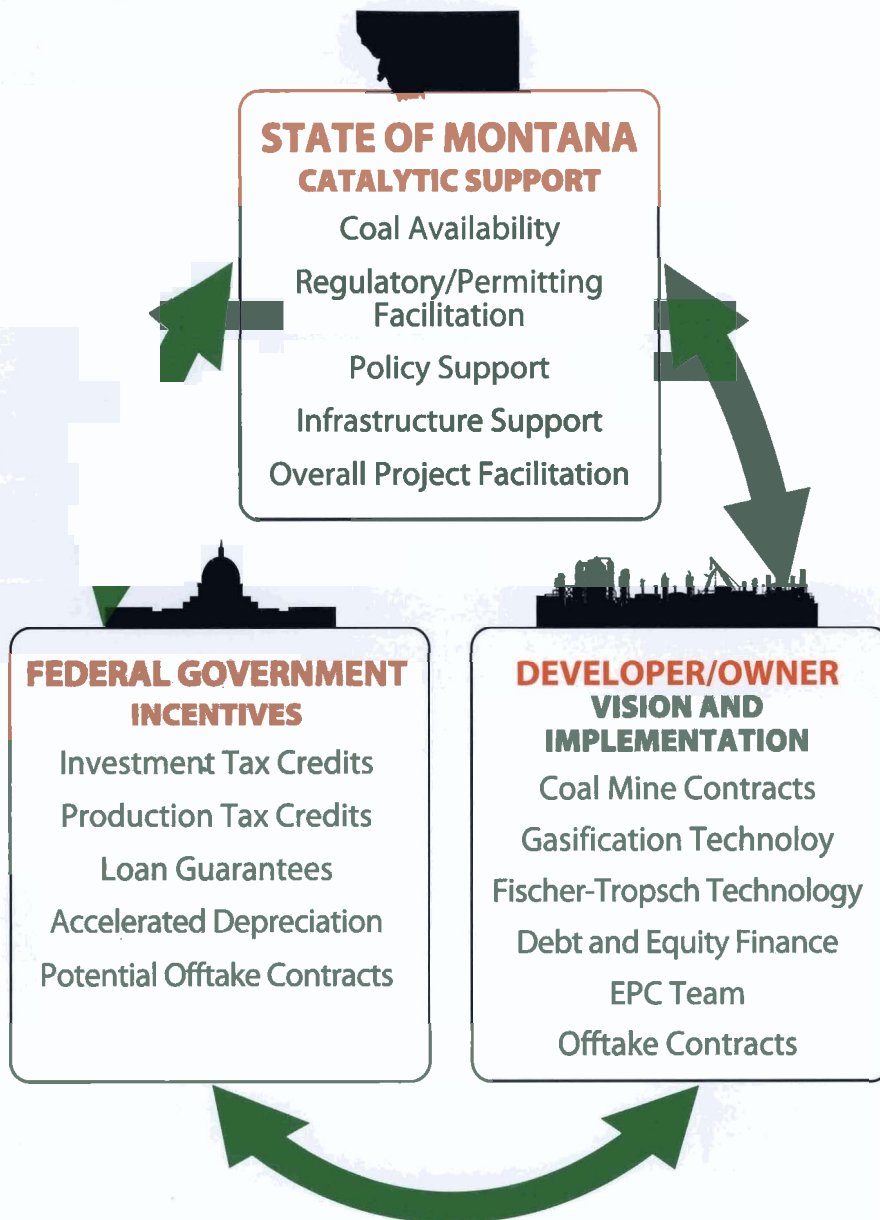 STATE OF MONTANA
CATALYTIC SUPPORT
Coal Availability
Regulatory/Permitting
Facilitation
Policy Support
Infrastructure Support
Overall Project Facilitation
FEDERAL GOVERNMENT
INCENTIVES
Investment Tax Credits
Production Tax Credits
Loan Guarantees
Accelerated Depreciation
Potential Offtake Contracts
DEVELOPER/OWNER
VISION AND
IMPLEMENTATION
Coal Mine Contracts
Gasification Technoloy
Fischer-Tropsch Technology
Debt and Equity Finance
EPC Team
Offtake Contracts